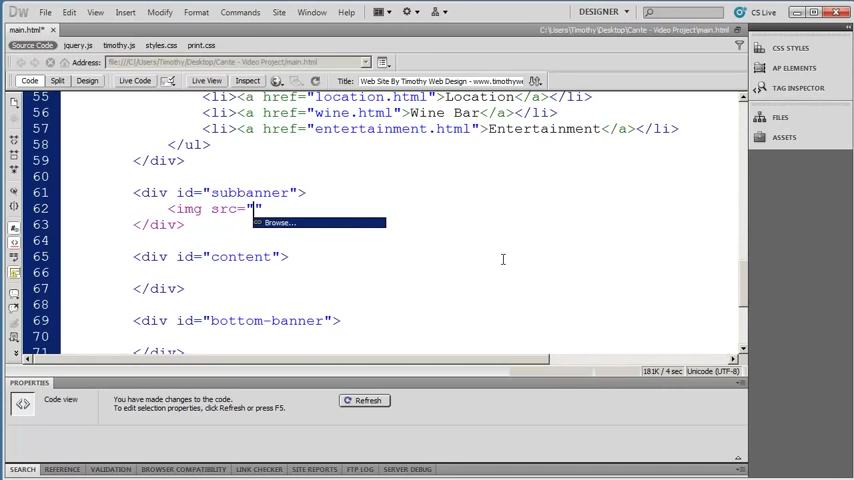 Dw File Edit View Insert Modify Format Commands Site Window Help DESIGNER CS Live
main.html* C:\Users\Timothy\Desktop\Cante - Video Project\main.html
Source Code jquery.js timothy.js styles.css print.css
Address: file:///C|/Users/Timothy/Desktop/Cante - Video Project/main.html
Code Split Design Live Code Live View Inspect Title: Web Site By Timothy Web Design - www.timothywe
CSS STYLES
AP ELEMENTS
TAG INSPECTOR
FILES
ASSETS
55 <li><a href="location.html">Location</a></li>
56 <li><a href="wine.html">Wine Bar</a></li>
57 <li><a href="entertainment.html">Entertainment</a></li>
58 </ul>
59 </div>
60
61 <div id="subbanner">
62 <img src=""
Browse...
63 </div>
64
65 <div id="content">
66
67 </div>
68
69 <div id="bottom-banner">
70
71 </div>
181K / 4 sec Unicode (UTF-8)
PROPERTIES
Code view You have made changes to the code.
To edit selection properties, click Refresh or press F5.
Refresh
SEARCH REFERENCE VALIDATION BROWSER COMPATIBILITY LINK CHECKER SITE REPORTS FTP LOG SERVER DEBUG